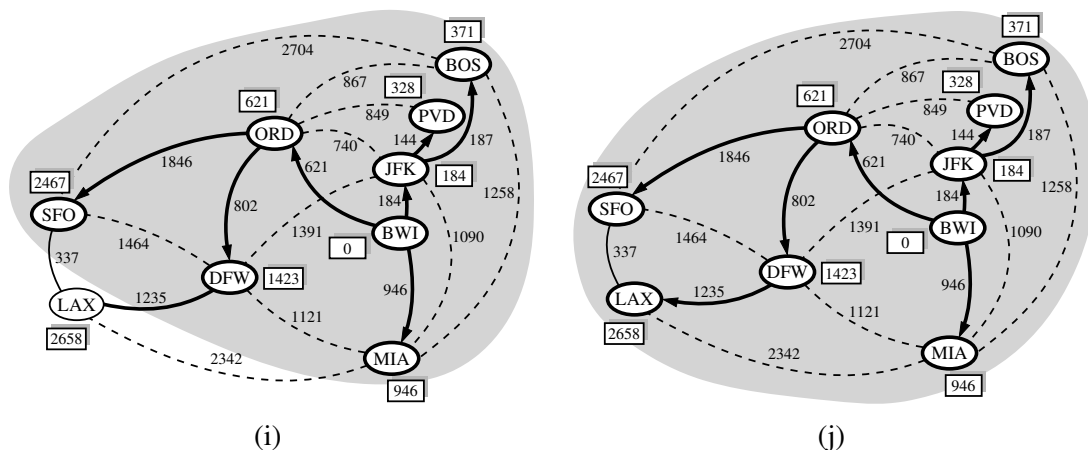 371
2704
BOS
867
328
621
PVD
849
ORD
144
187
740
JFK
1846
621
184
2467
184
1258
SFO
802
BWI
1464
1391
0
1090
337
DFW
1423
946
LAX
1235
1121
2658
2342
MIA
946
(i)
371
2704
BOS
867
328
621
PVD
849
ORD
144
187
740
JFK
1846
621
184
2467
184
1258
SFO
802
BWI
1464
1391
0
1090
337
DFW
1423
946
LAX
1235
1121
2658
2342
MIA
946
(j)